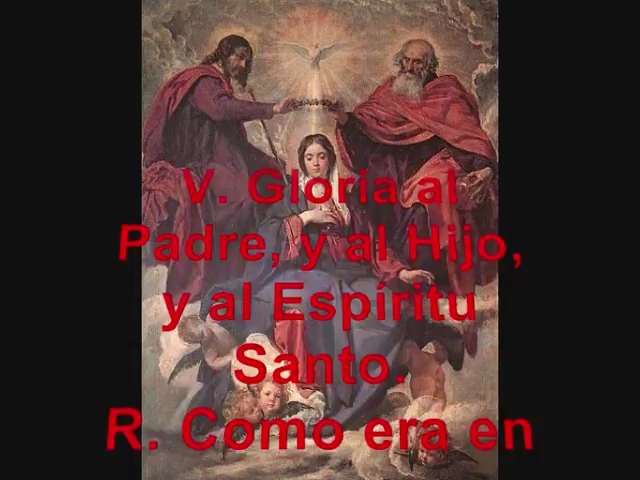 V. Gloria al
Padre, y al Hijo,
y al Espíritu
Santo.
R. Como era en